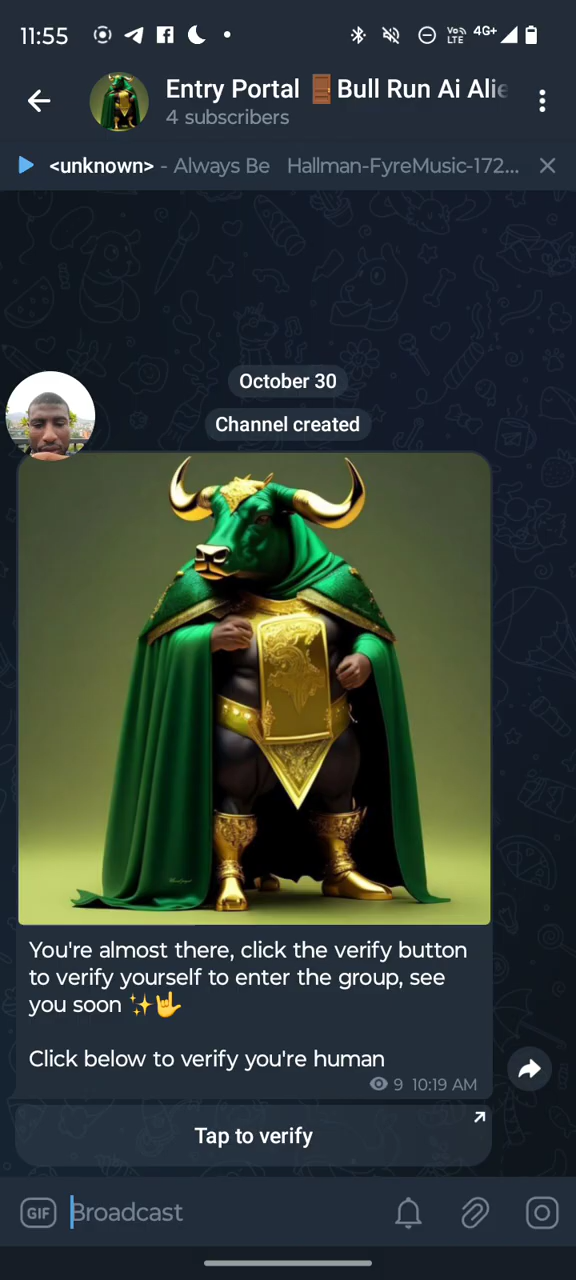 11:55
VoLTE 4G+
Entry Portal 🚪Bull Run Ai Alie
4 subscribers
<unknown> - Always Be Hallman-FyreMusic-172...
October 30
Channel created
You're almost there, click the verify button
to verify yourself to enter the group, see
you soon ✨🤟
Click below to verify you're human
9 10:19 AM
Tap to verify
GIF Broadcast